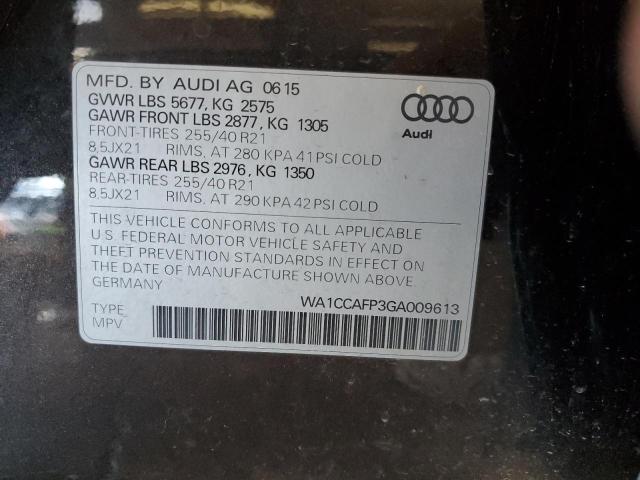 MFD. BY AUDI AG 06 15
GVWR LBS 5677, KG 2575
GAWR FRONT LBS 2877, KG 1305
FRONT-TIRES 255/40 R21
8,5JX21 RIMS, AT 280 KPA 41 PSI COLD
GAWR REAR LBS 2976, KG 1350
REAR-TIRES 255/40 R21
8,5JX21 RIMS, AT 290 KPA 42 PSI COLD
Audi
THIS VEHICLE CONFORMS TO ALL APPLICABLE
U.S. FEDERAL MOTOR VEHICLE SAFETY AND
THEFT PREVENTION STANDARDS IN EFFECT ON
THE DATE OF MANUFACTURE SHOWN ABOVE.
GERMANY
WA1CCAFP3GA009613
TYPE
MPV